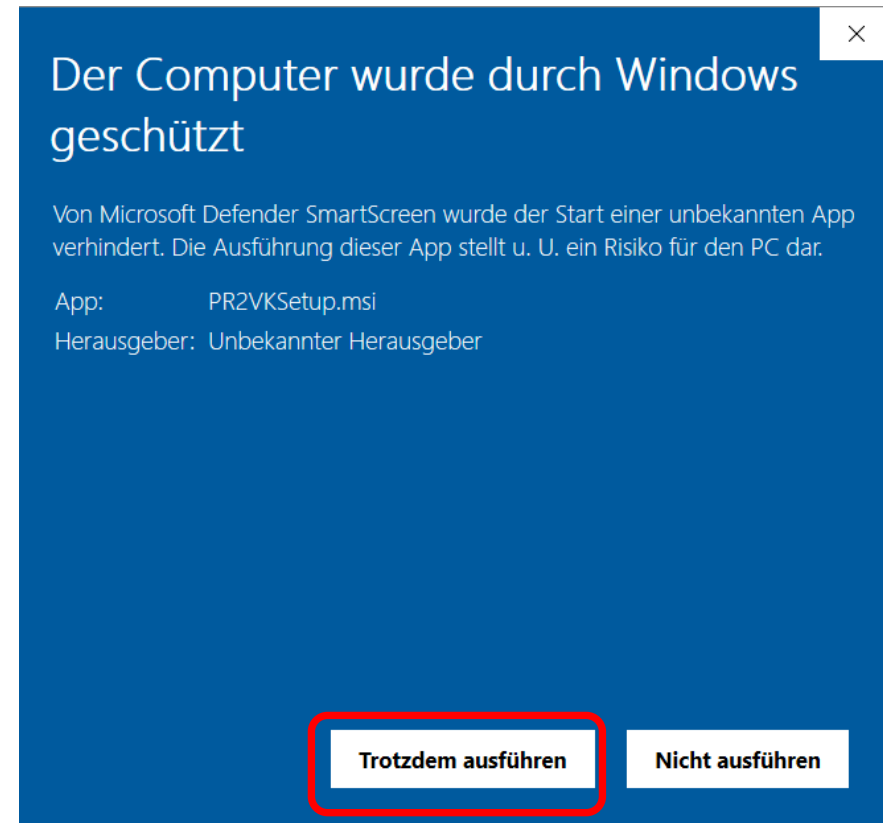 Der Computer wurde durch Windows
geschützt
Von Microsoft Defender SmartScreen wurde der Start einer unbekannten App
verhindert. Die Ausführung dieser App stellt u. U. ein Risiko für den PC dar.
App: PR2VKSetup.msi
Herausgeber: Unbekannter Herausgeber
Trotzdem ausführen Nicht ausführen